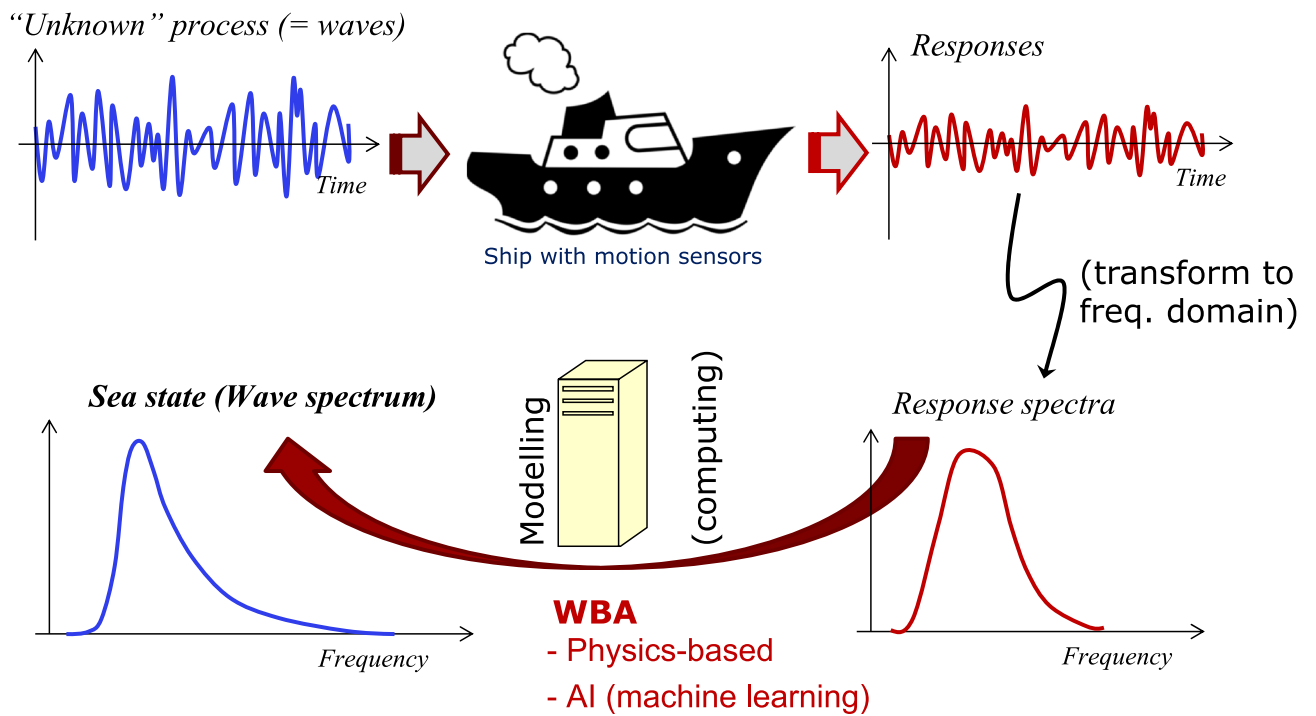 “Unknown” process (= waves)
Time
Ship with motion sensors
Responses
Time
(transform to
freq. domain)
Sea state (Wave spectrum)
Frequency
Modelling
(computing)
Response spectra
Frequency
WBA
- Physics-based
- AI (machine learning)